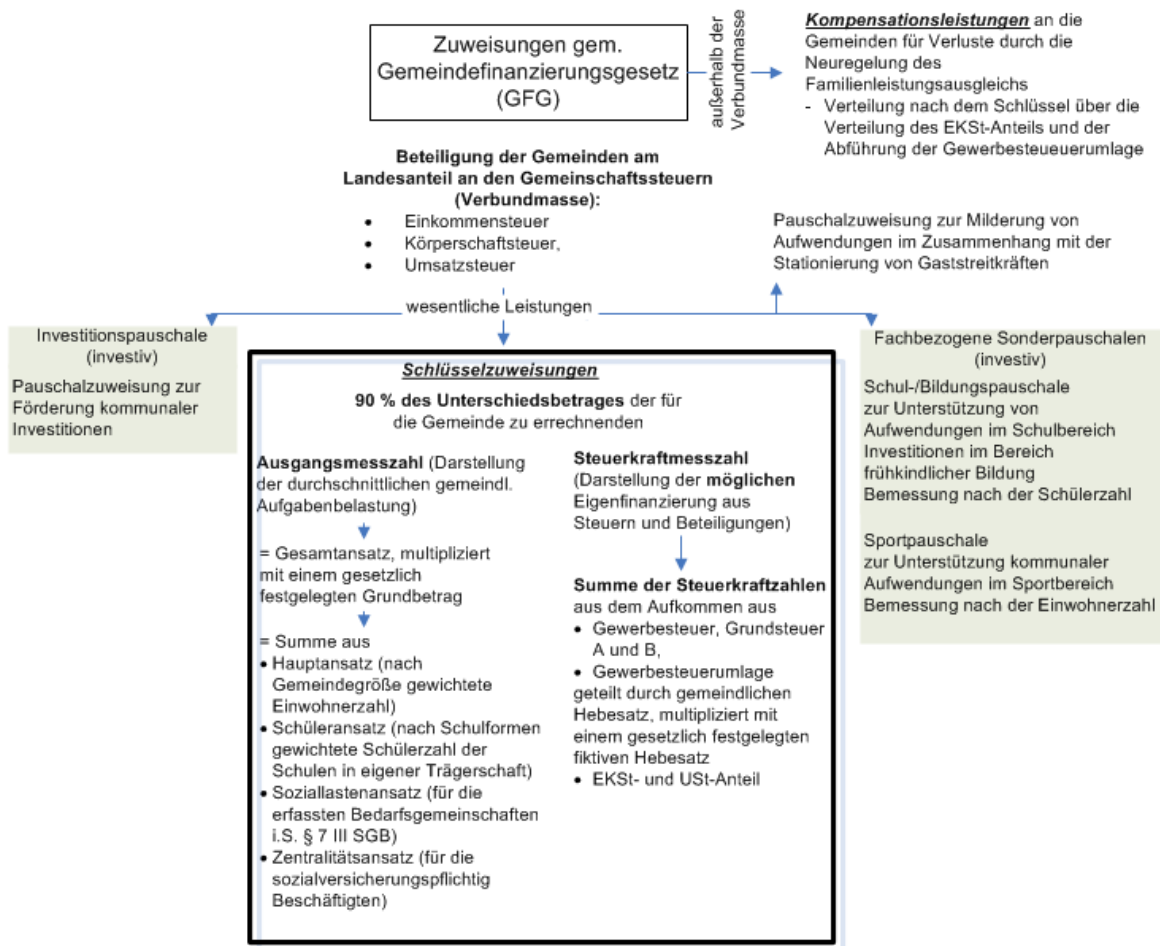 Zuweisungen gem.
Gemeindefinanzierungsgesetz
(GFG)
außerhalb der
Verbundmasse
Kompensationsleistungen an die
Gemeinden für Verluste durch die
Neuregelung des
Familienleistungsausgleichs
- Verteilung nach dem Schlüssel über die
Verteilung des EKSt-Anteils und der
Abführung der Gewerbesteueuerumlage
Beteiligung der Gemeinden am
Landesanteil an den Gemeinschaftssteuern
(Verbundmasse):
• Einkommensteuer
• Körperschaftsteuer,
• Umsatzsteuer
Pauschalzuweisung zur Milderung von
Aufwendungen im Zusammenhang mit der
Stationierung von Gaststreitkräften
wesentliche Leistungen
Investitionspauschale
(investiv)
Pauschalzuweisung zur
Förderung kommunaler
Investitionen
Schlüsselzuweisungen
90 % des Unterschiedsbetrages der für
die Gemeinde zu errechnenden
Ausgangsmesszahl (Darstellung
der durchschnittlichen gemeindl.
Aufgabenbelastung)
= Gesamtansatz, multipliziert
mit einem gesetzlich
festgelegten Grundbetrag
= Summe aus
• Hauptansatz (nach
Gemeindegröße gewichtete
Einwohnerzahl)
• Schüleransatz (nach Schulformen
gewichtete Schülerzahl der
Schulen in eigener Trägerschaft)
• Soziallastenansatz (für die
erfassten Bedarfsgemeinschaften
i.S. § 7 III SGB)
• Zentralitätsansatz (für die
sozialversicherungspflichtig
Beschäftigten)
Steuerkraftmesszahl
(Darstellung der möglichen
Eigenfinanzierung aus
Steuern und Beteiligungen)
Summe der Steuerkraftzahlen
aus dem Aufkommen aus
• Gewerbesteuer, Grundsteuer
A und B,
• Gewerbesteuerumlage
geteilt durch gemeindlichen
Hebesatz, multipliziert mit
einem gesetzlich festgelegten
fiktiven Hebesatz
• EKSt- und USt-Anteil
Fachbezogene Sonderpauschalen
(investiv)
Schul-/Bildungspauschale
zur Unterstützung von
Aufwendungen im Schulbereich
Investitionen im Bereich
frühkindlicher Bildung
Bemessung nach der Schülerzahl
Sportpauschale
zur Unterstützung kommunaler
Aufwendungen im Sportbereich
Bemessung nach der Einwohnerzahl